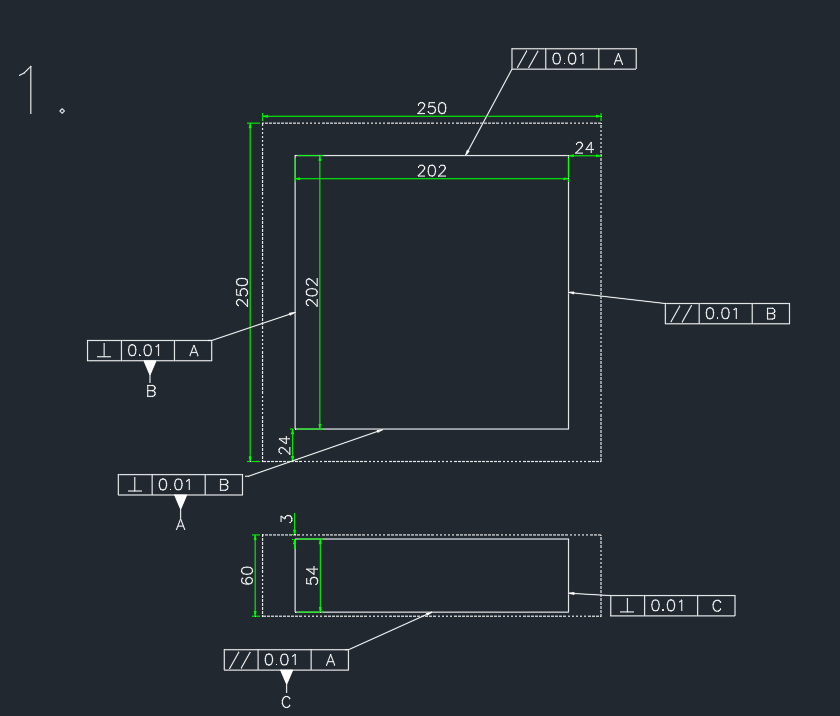 1.
// 0.01 A
250
24
202
250
202
// 0.01 B
⊥ 0.01 A
B
24
⊥ 0.01 B
A
3
60
54
⊥ 0.01 C
// 0.01 A
C